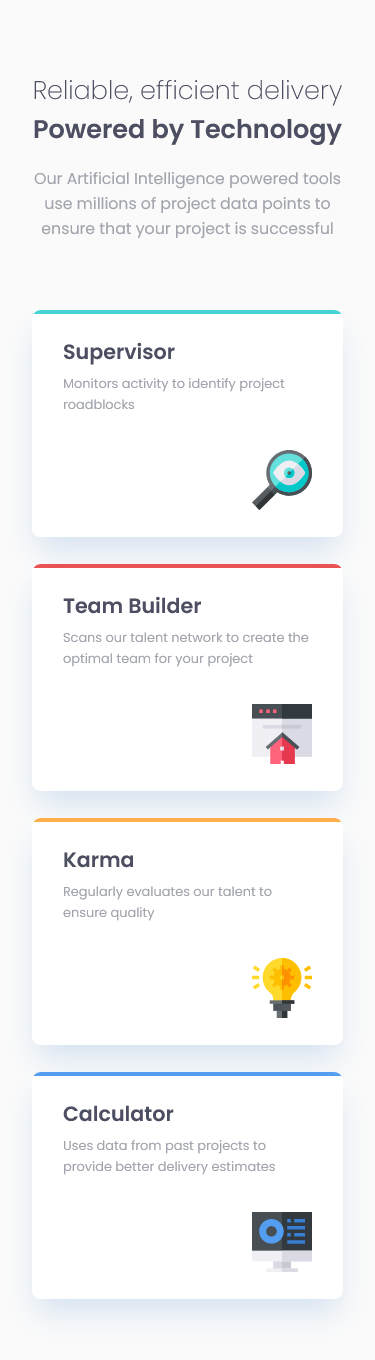 Reliable, efficient delivery
Powered by Technology
Our Artificial Intelligence powered tools
use millions of project data points to
ensure that your project is successful
Supervisor
Monitors activity to identify project
roadblocks
Team Builder
Scans our talent network to create the
optimal team for your project
Karma
Regularly evaluates our talent to
ensure quality
Calculator
Uses data from past projects to
provide better delivery estimates